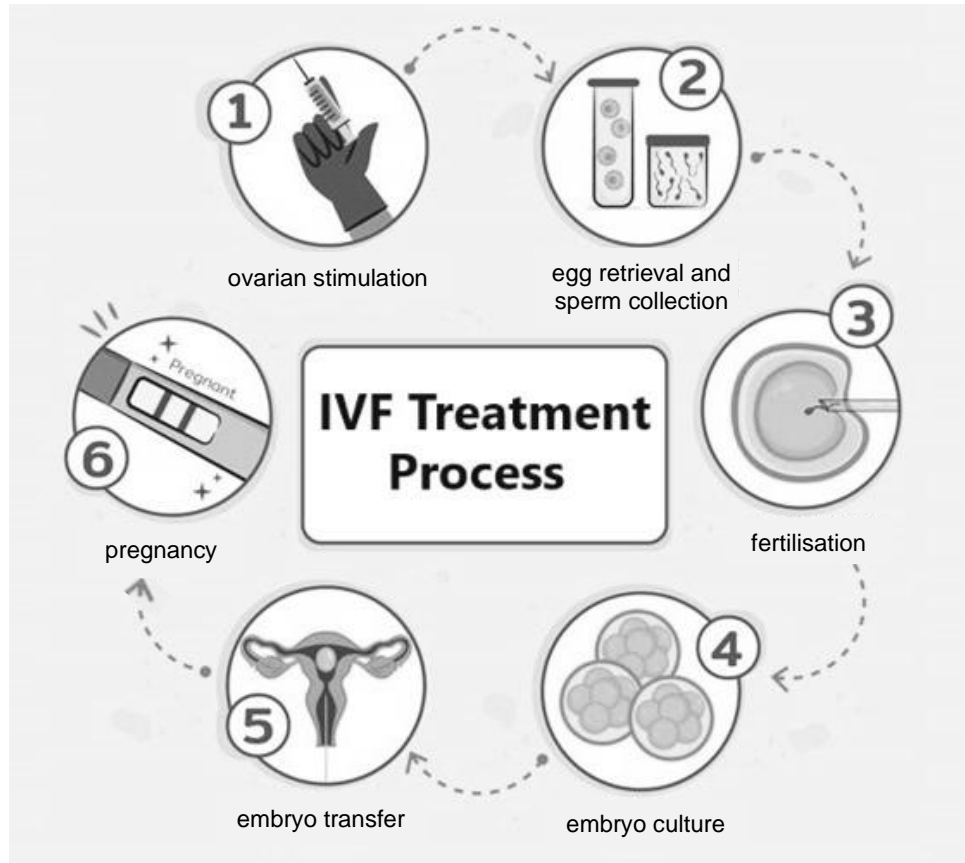 1
ovarian stimulation
2
egg retrieval and
sperm collection
3
fertilisation
4
embryo culture
5
embryo transfer
6
Pregnant
pregnancy
IVF Treatment
Process